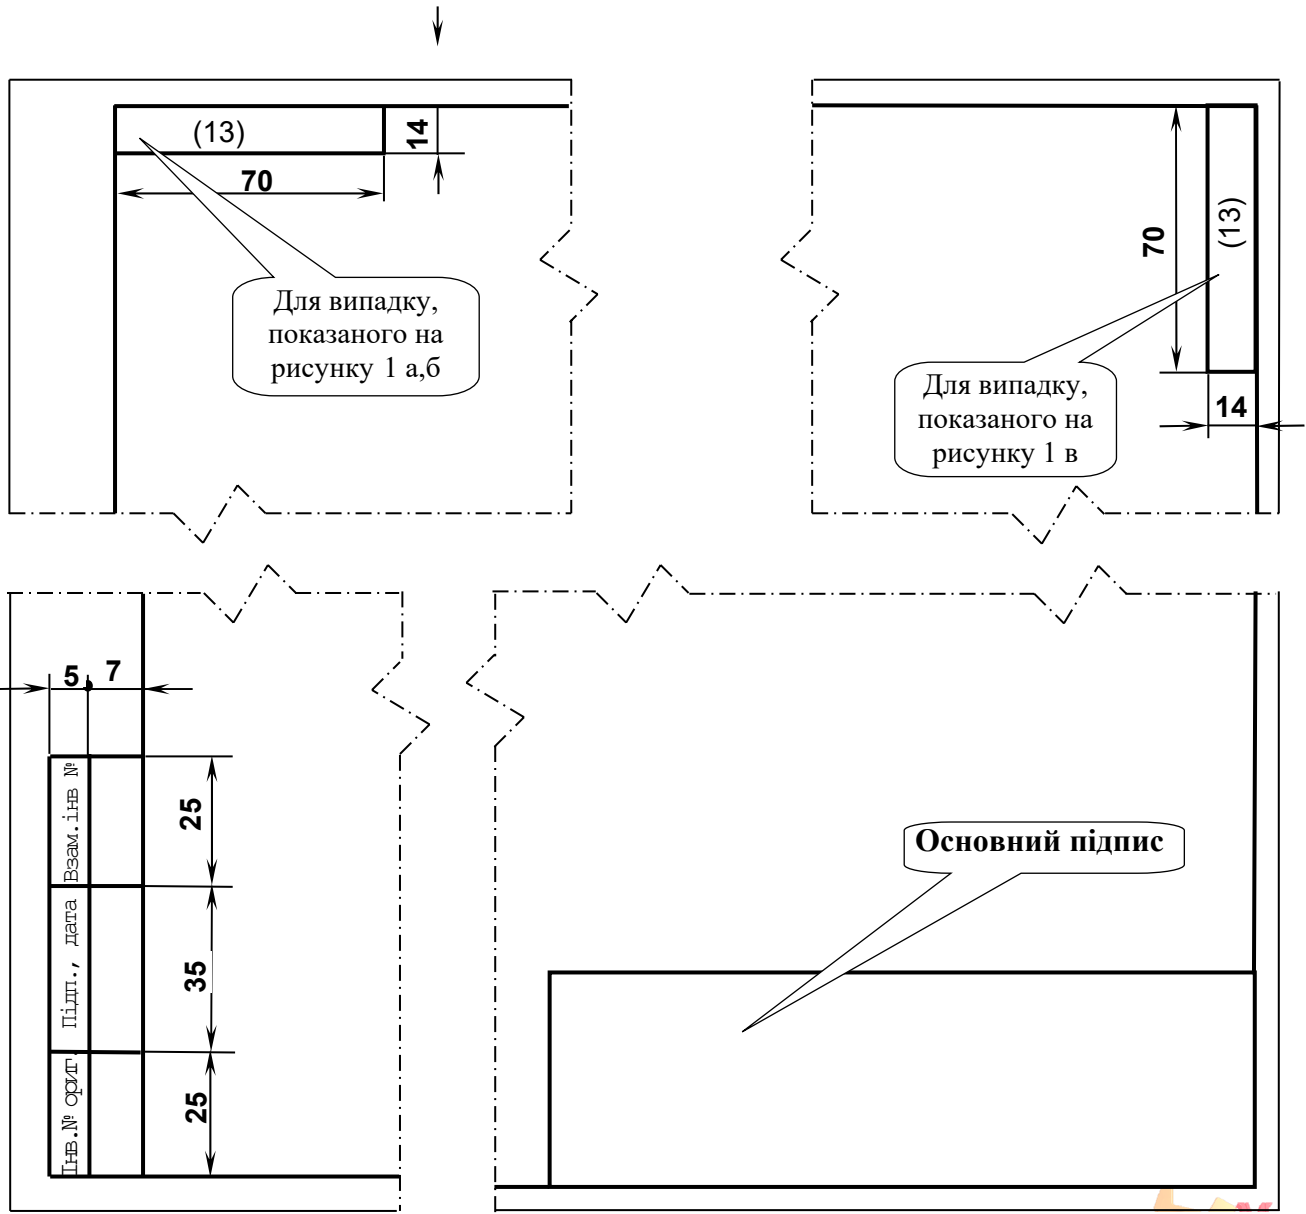 (13)
14
70
Для випадку,
показаного на
рисунку 1 а,б
70
(13)
Для випадку,
показаного на
рисунку 1 в
14
5
7
Взам.інв №
25
Підп., дата
35
Інв.№ ориг.
25
Основний підпис